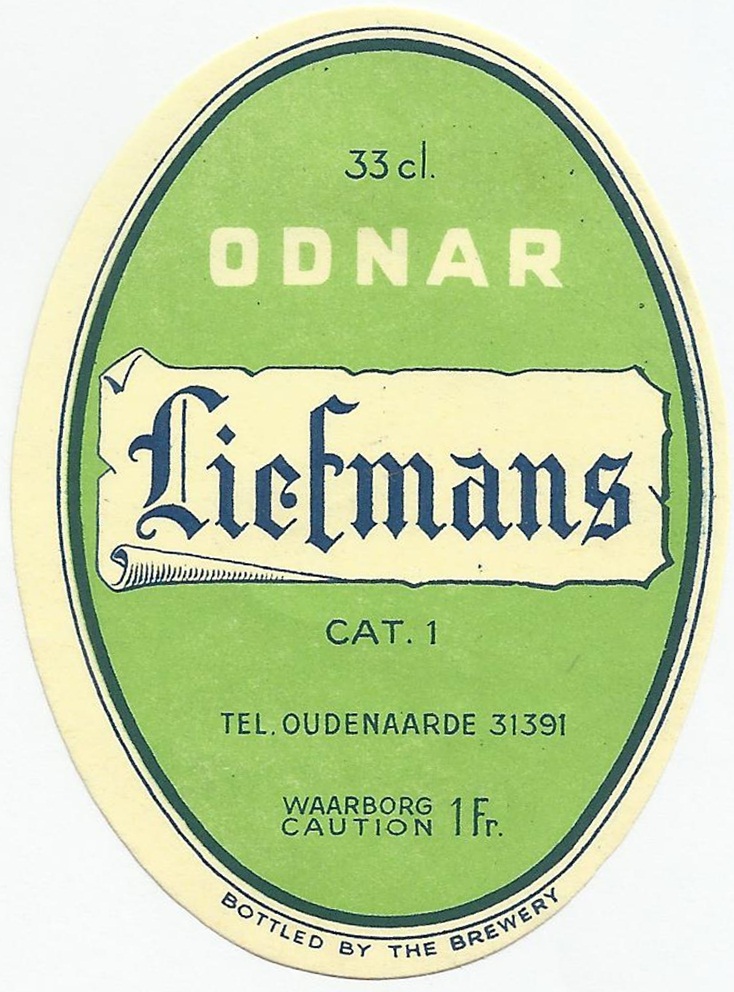 33 cl.
ODNAR
Liefmans
CAT. 1
TEL. OUDENAARDE 31391
WAARBORG
CAUTION 1 Fr.
BOTTLED BY THE BREWERY